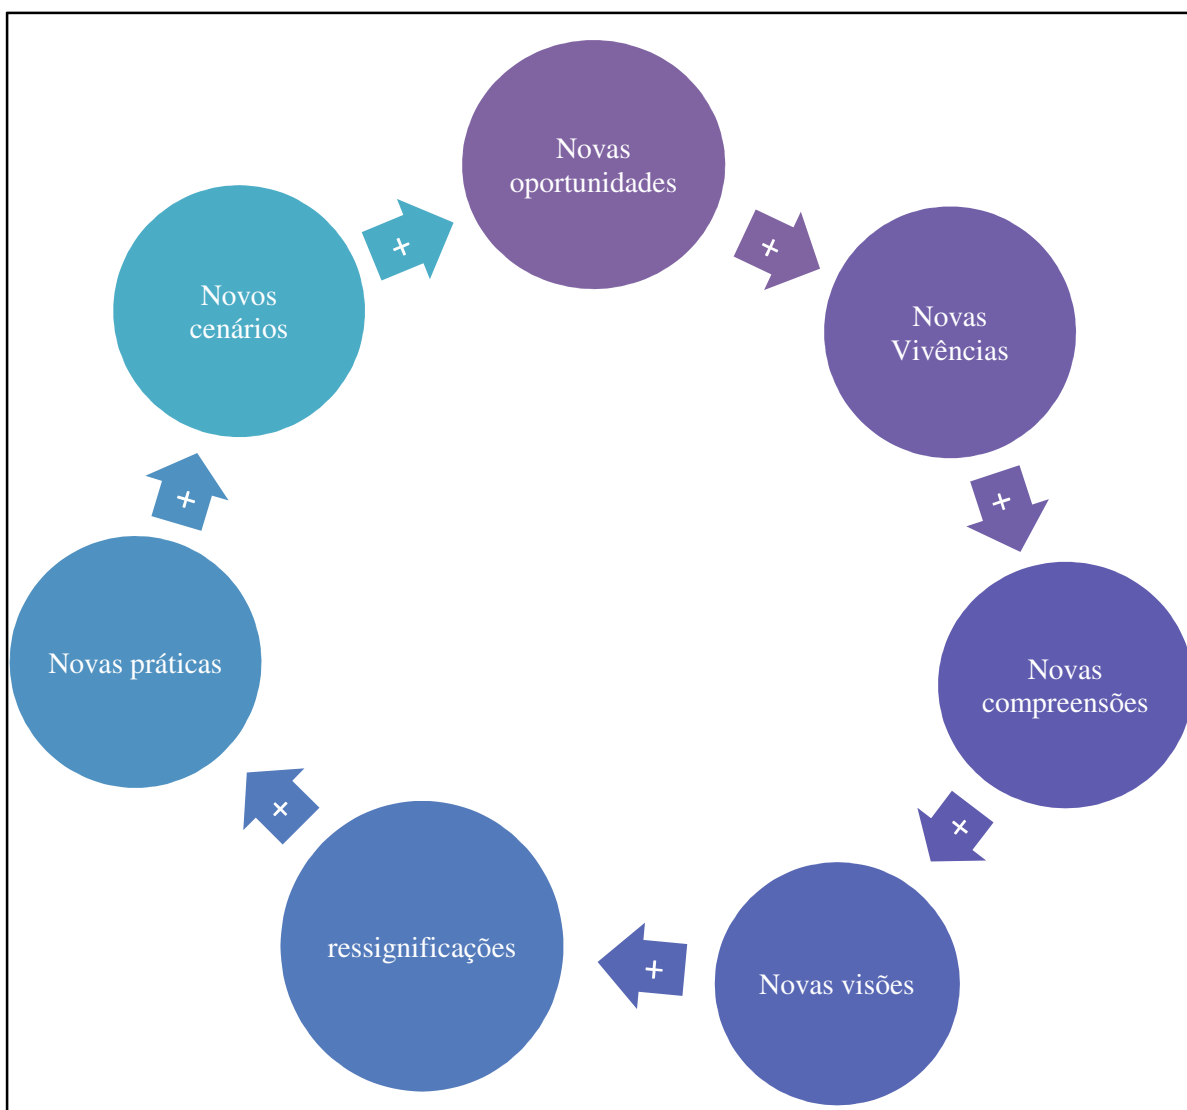 Novas
oportunidades
+
Novas
Vivências
+
Novas
compreensões
+
Novas visões
+
ressignificações
+
Novas práticas
+
Novos
cenários
+